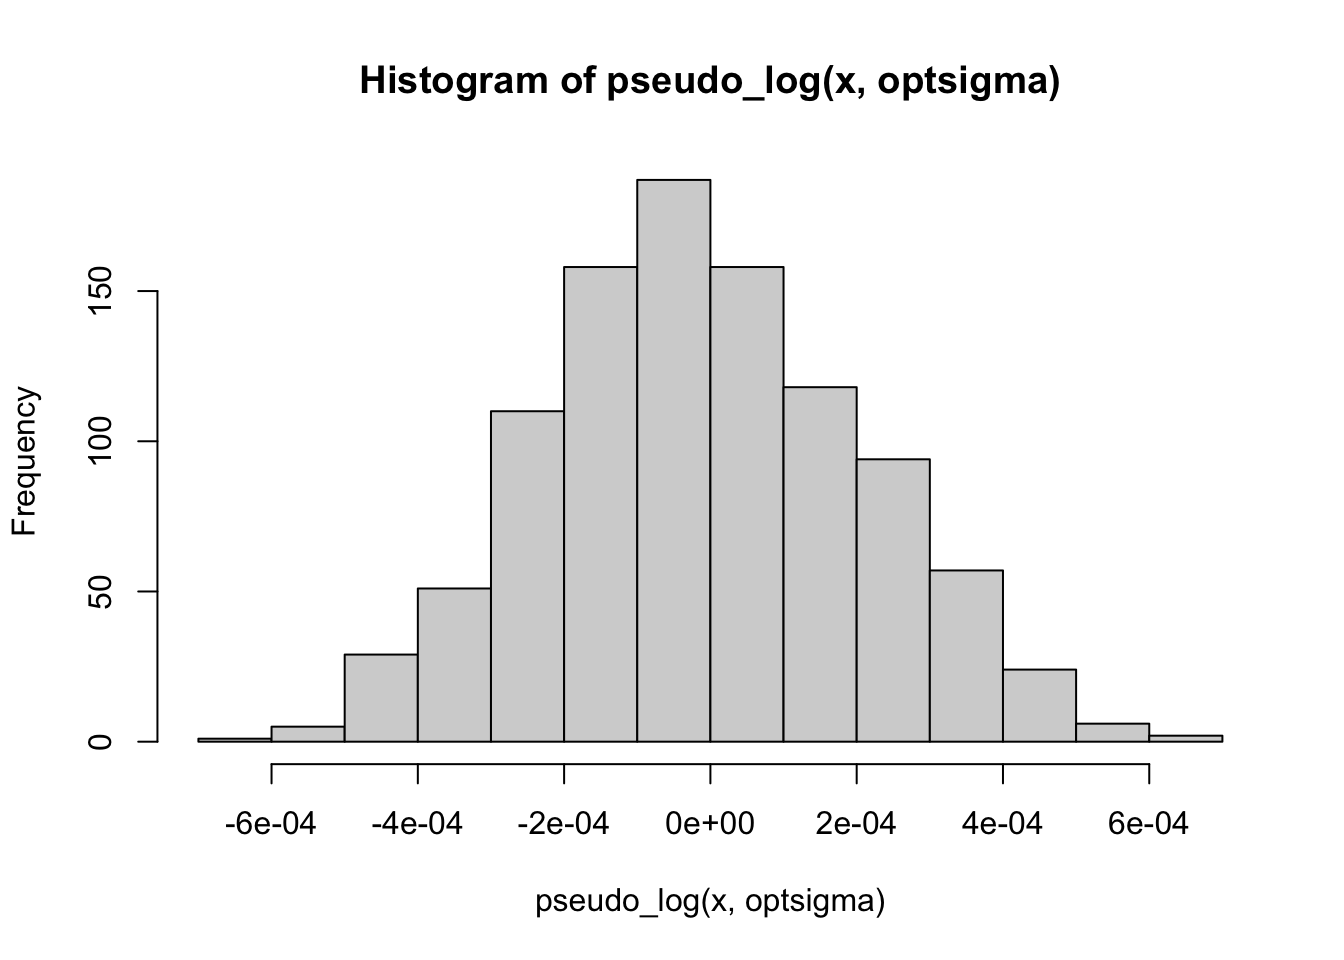 Histogram of pseudo_log(x, optsigma)
Frequency
150
100
50
0
-6e-04 -4e-04 -2e-04 0e+00 2e-04 4e-04 6e-04
pseudo_log(x, optsigma)